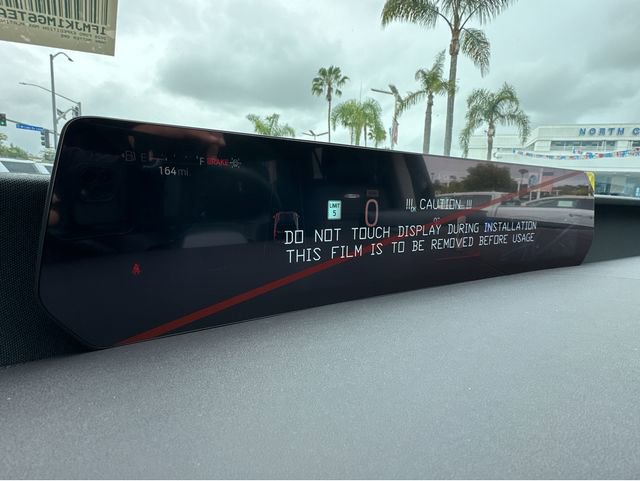 E F BRAKE
164 mi
LIMIT
5
0
!!! CAUTION !!!
DO NOT TOUCH DISPLAY DURING INSTALLATION
THIS FILM IS TO BE REMOVED BEFORE USAGE
NORTH C